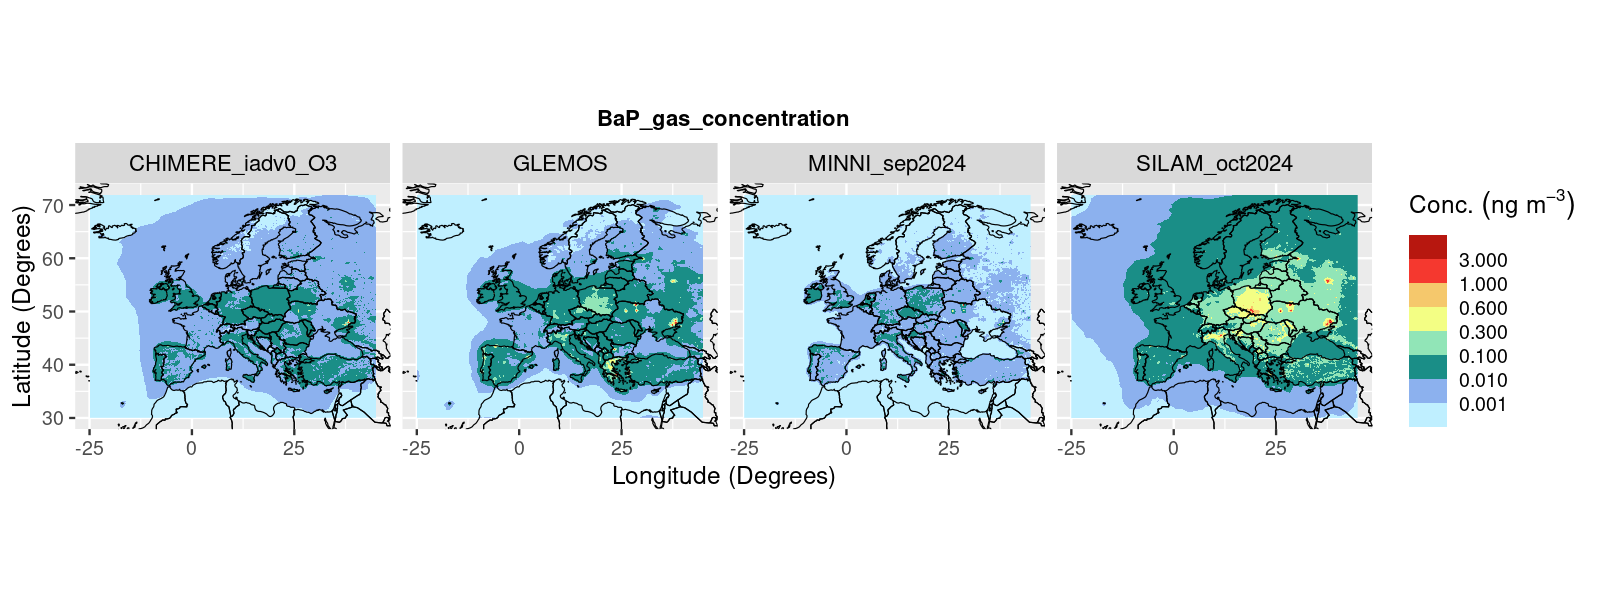 BaP_gas_concentration
CHIMERE_iadv0_O3 GLEMOS MINNI_sep2024 SILAM_oct2024
Latitude (Degrees)
70
60
50
40
30
-25 0 25 -25 0 25 -25 0 25 -25 0 25
Longitude (Degrees)
Conc. (ng m⁻³)
3.000
1.000
0.600
0.300
0.100
0.010
0.001